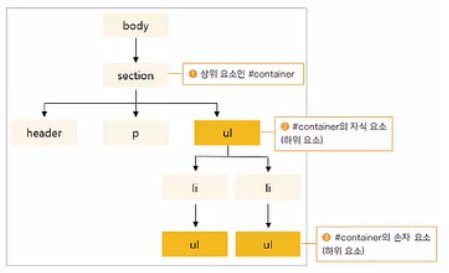 body
section
❶ 상위 요소인 #container
header
p
ul
❷ #container의 자식 요소
(하위 요소)
li
li
ul
ul
❸ #container의 손자 요소
(하위 요소)